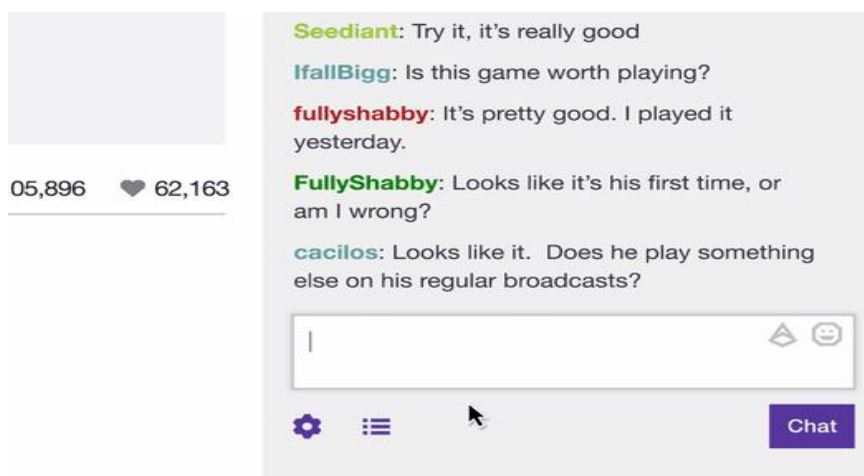 Seediant: Try it, it's really good
IfallBigg: Is this game worth playing?
fullyshabby: It's pretty good. I played it
yesterday.
05,896 62,163
FullyShabby: Looks like it's his first time, or
am I wrong?
cacilos: Looks like it.  Does he play something
else on his regular broadcasts?
Chat